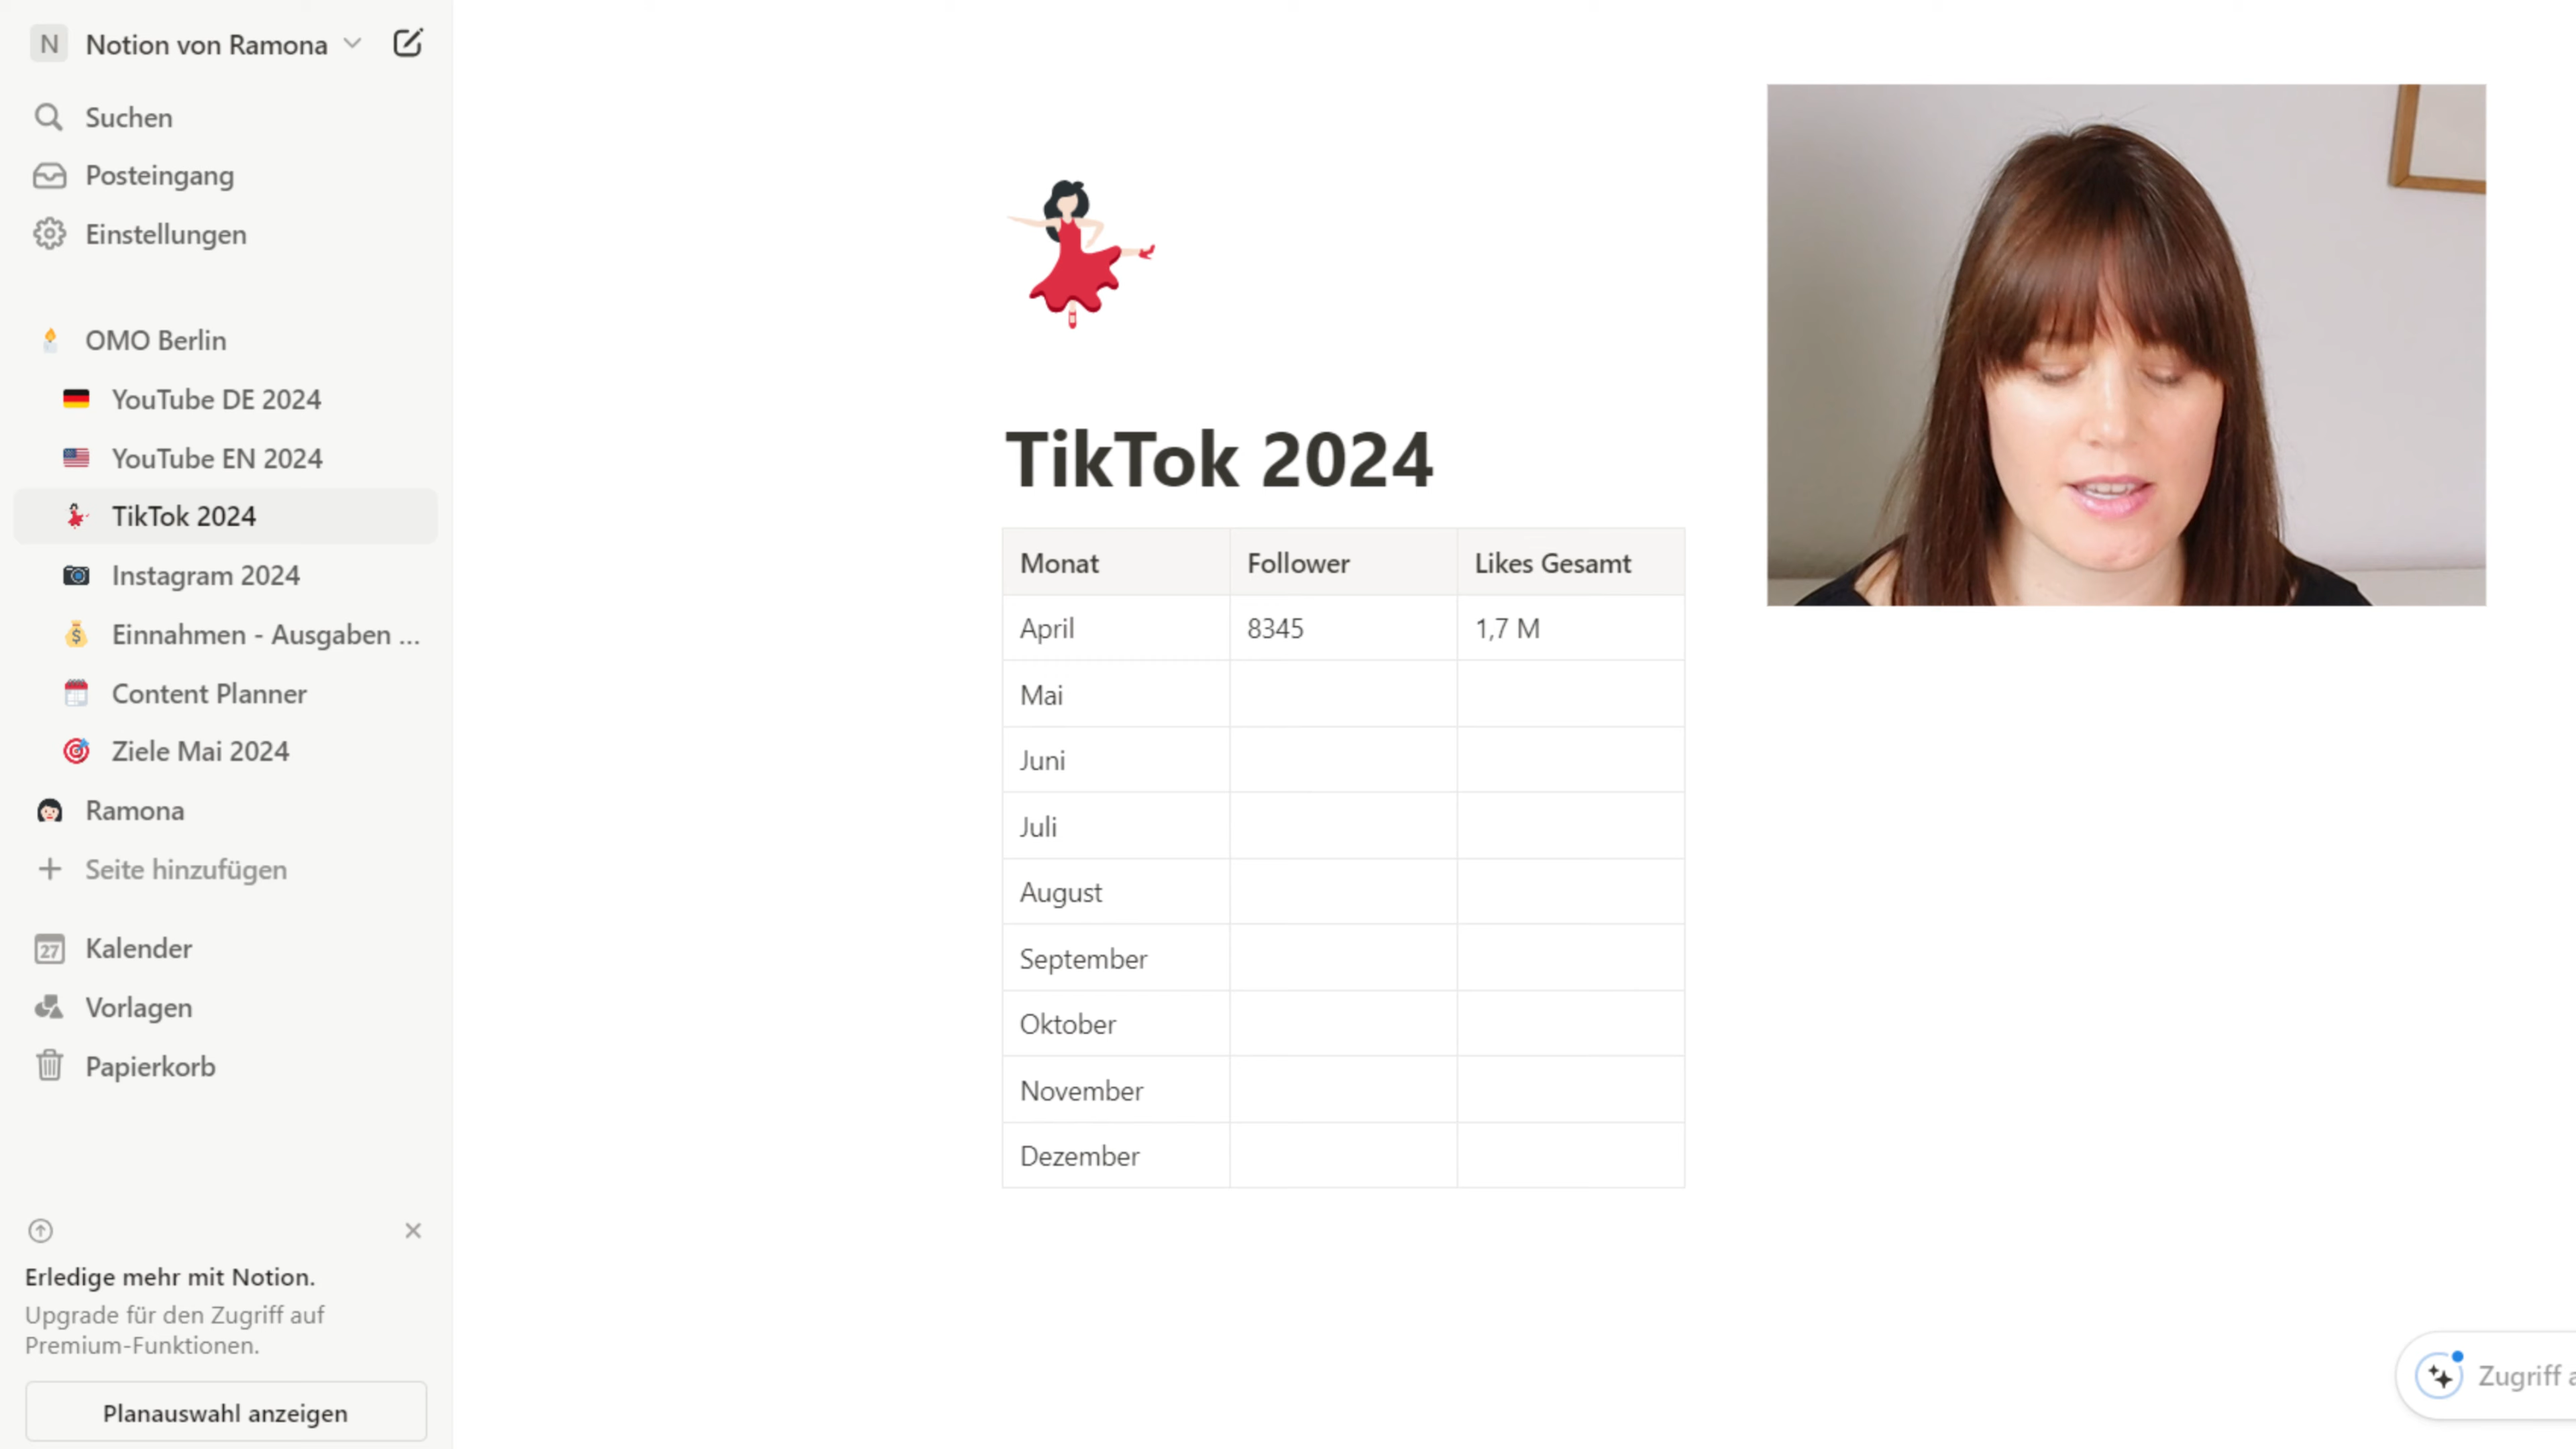 N Notion von Ramona
Suchen
Posteingang
Einstellungen
OMO Berlin
YouTube DE 2024
YouTube EN 2024
TikTok 2024
Instagram 2024
Einnahmen - Ausgaben ...
Content Planner
Ziele Mai 2024
Ramona
Seite hinzufügen
27 Kalender
Vorlagen
Papierkorb
Erledige mehr mit Notion.
Upgrade für den Zugriff auf
Premium-Funktionen.
Planauswahl anzeigen
TikTok 2024
Monat Follower Likes Gesamt
April 8345 1,7 M
Mai
Juni
Juli
August
September
Oktober
November
Dezember
Zugriff